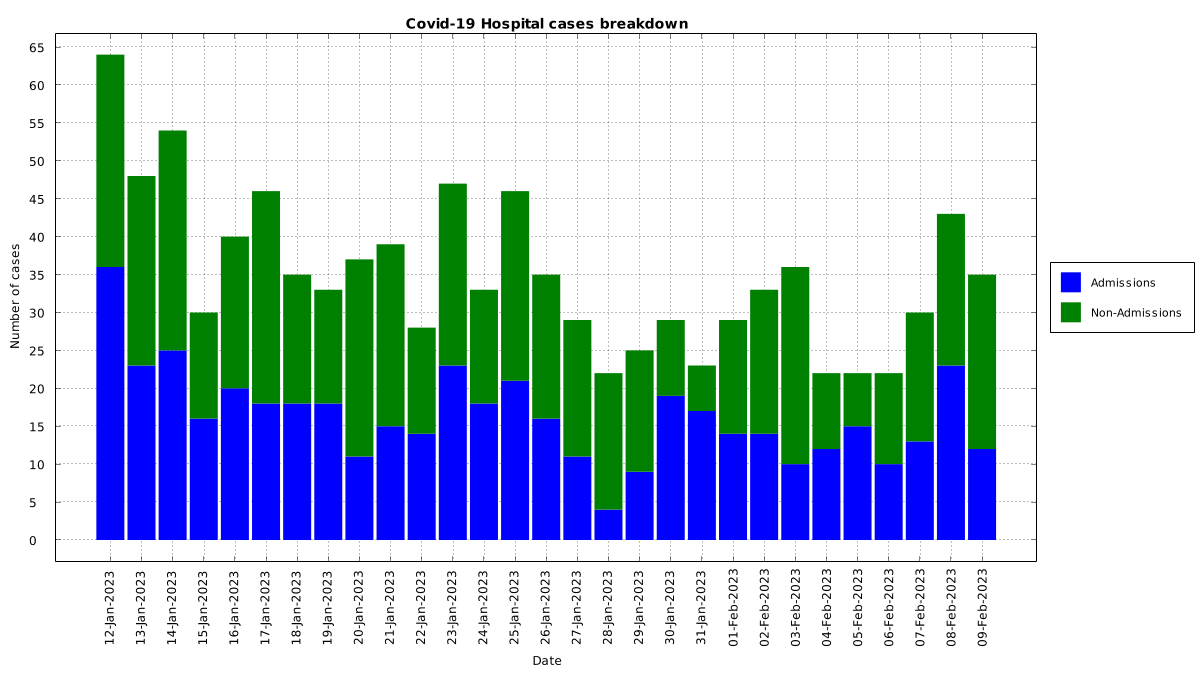 Covid-19 Hospital cases breakdown
65
60
55
50
45
40
35
30
25
20
15
10
5
0
Number of cases
12-Jan-2023
13-Jan-2023
14-Jan-2023
15-Jan-2023
16-Jan-2023
17-Jan-2023
18-Jan-2023
19-Jan-2023
20-Jan-2023
21-Jan-2023
22-Jan-2023
23-Jan-2023
24-Jan-2023
25-Jan-2023
26-Jan-2023
27-Jan-2023
28-Jan-2023
29-Jan-2023
30-Jan-2023
31-Jan-2023
01-Feb-2023
02-Feb-2023
03-Feb-2023
04-Feb-2023
05-Feb-2023
06-Feb-2023
07-Feb-2023
08-Feb-2023
09-Feb-2023
Date
Admissions
Non-Admissions